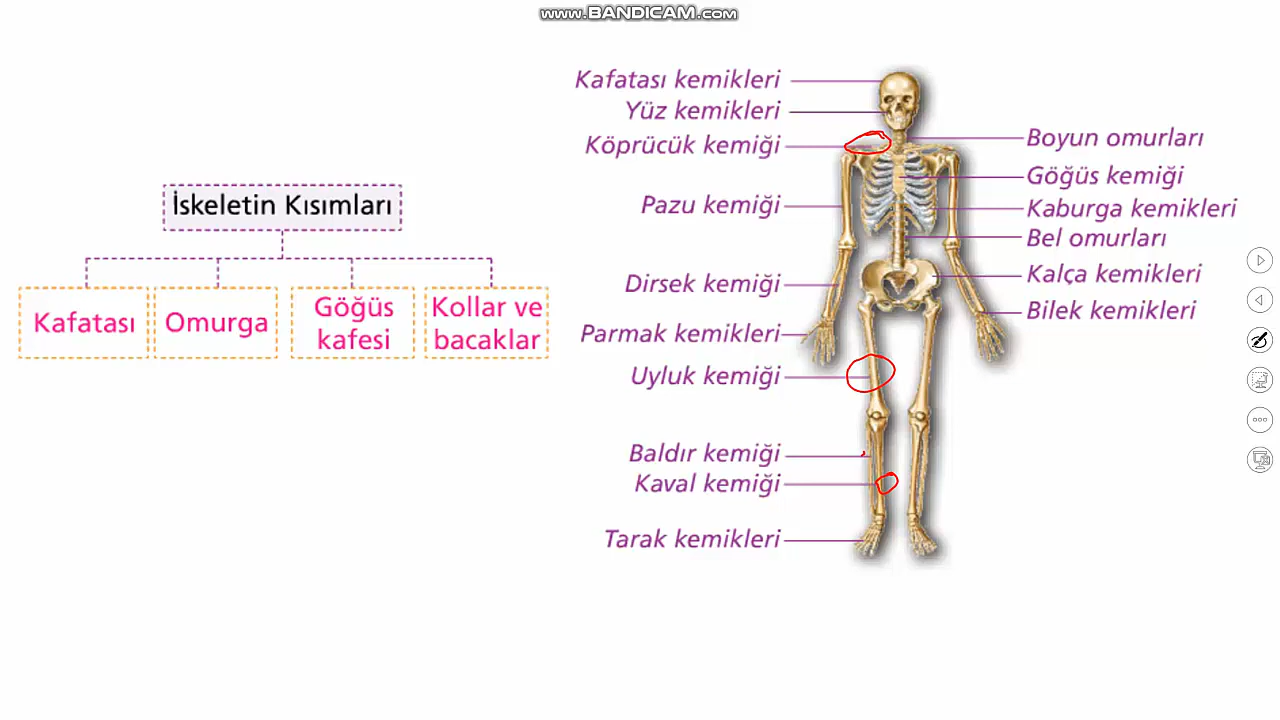 www.BANDICAM.com
İskeletin Kısımları
Kafatası
Omurga
Göğüs
kafesi
Kollar ve
bacaklar
Kafatası kemikleri
Yüz kemikleri
Köprücük kemiği
Pazu kemiği
Dirsek kemiği
Parmak kemikleri
Uyluk kemiği
Baldır kemiği
Kaval kemiği
Tarak kemikleri
Boyun omurları
Göğüs kemiği
Kaburga kemikleri
Bel omurları
Kalça kemikleri
Bilek kemikleri